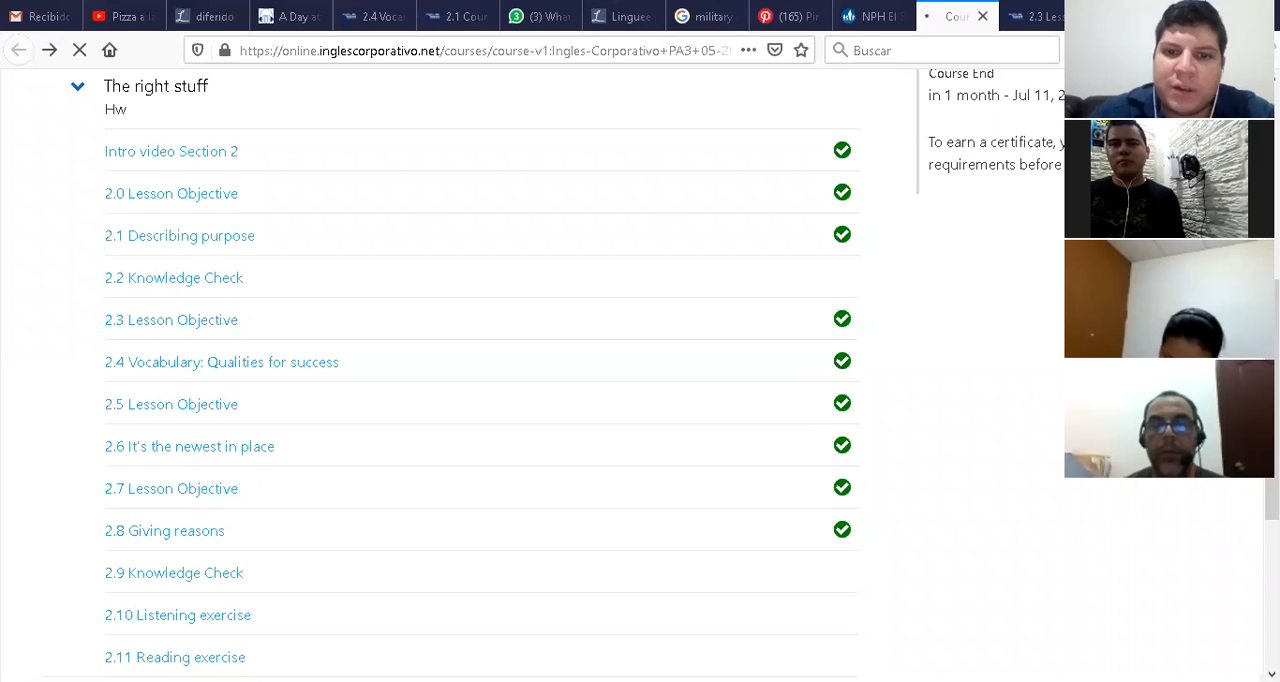 Recibidc
Pizza a l
diferido
A Day at
2.4 Voca
2.1 Cour
(3) What
Linguee
military
(165) Pin
NPH El S
Cour
2.3 Les
https://online.inglescorporativo.net/courses/course-v1:Ingles-Corporativo+PA3+05-2
Buscar
The right stuff
Hw
Intro video Section 2
2.0 Lesson Objective
2.1 Describing purpose
2.2 Knowledge Check
2.3 Lesson Objective
2.4 Vocabulary: Qualities for success
2.5 Lesson Objective
2.6 It's the newest in place
2.7 Lesson Objective
2.8 Giving reasons
2.9 Knowledge Check
2.10 Listening exercise
2.11 Reading exercise
Course End
in 1 month - Jul 11, 2
To earn a certificate, y
requirements before